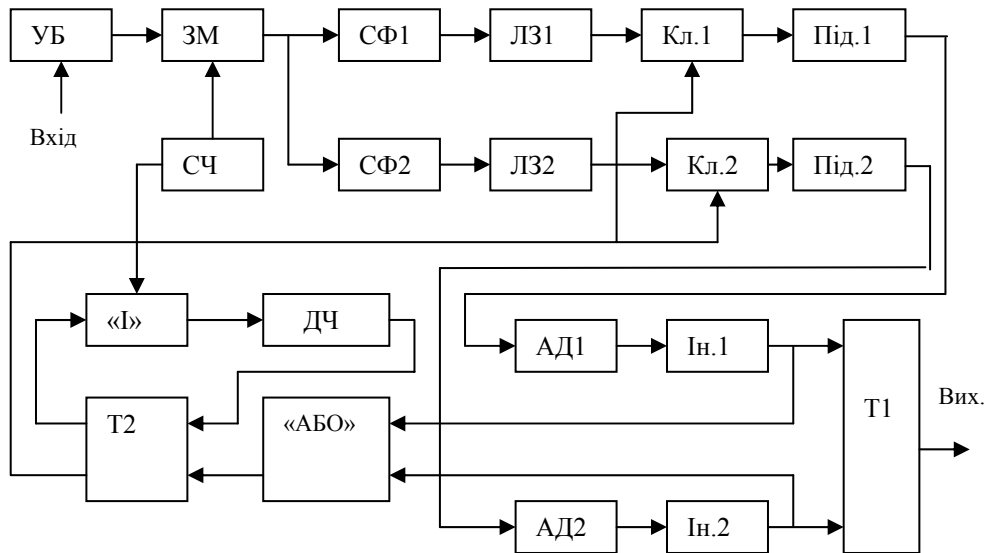 УБ
ЗМ
СФ1
ЛЗ1
Кл.1
Під.1
Вхід
СЧ
СФ2
ЛЗ2
Кл.2
Під.2
«І»
ДЧ
АД1
Ін.1
Т1
Вих.
Т2
«АБО»
АД2
Ін.2